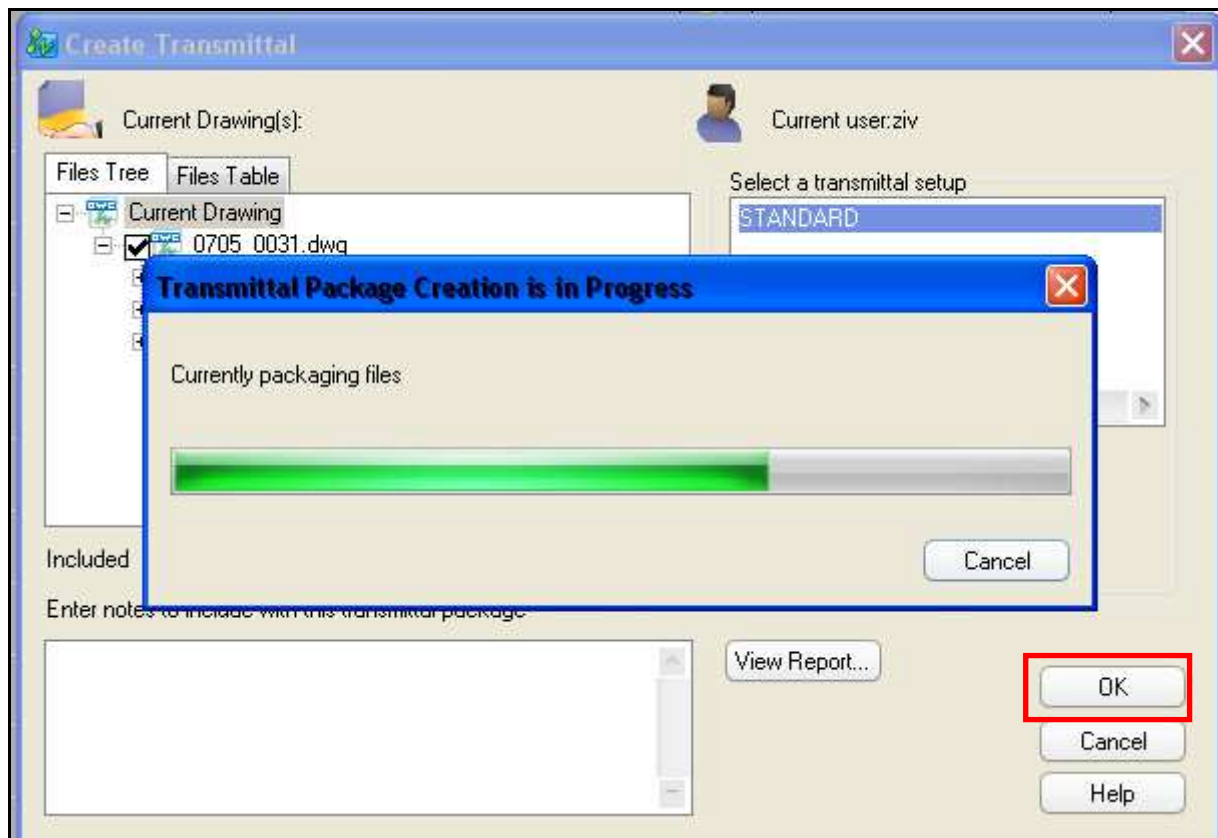 Create Transmittal
Current Drawing(s):
Current user:ziv
Files Tree
Files Table
Select a transmittal setup
Current Drawing
STANDARD
0705_0031.dwg
Transmittal Package Creation is in Progress
Currently packaging files
Cancel
Included
Enter notes to include with this transmittal package
View Report...
OK
Cancel
Help